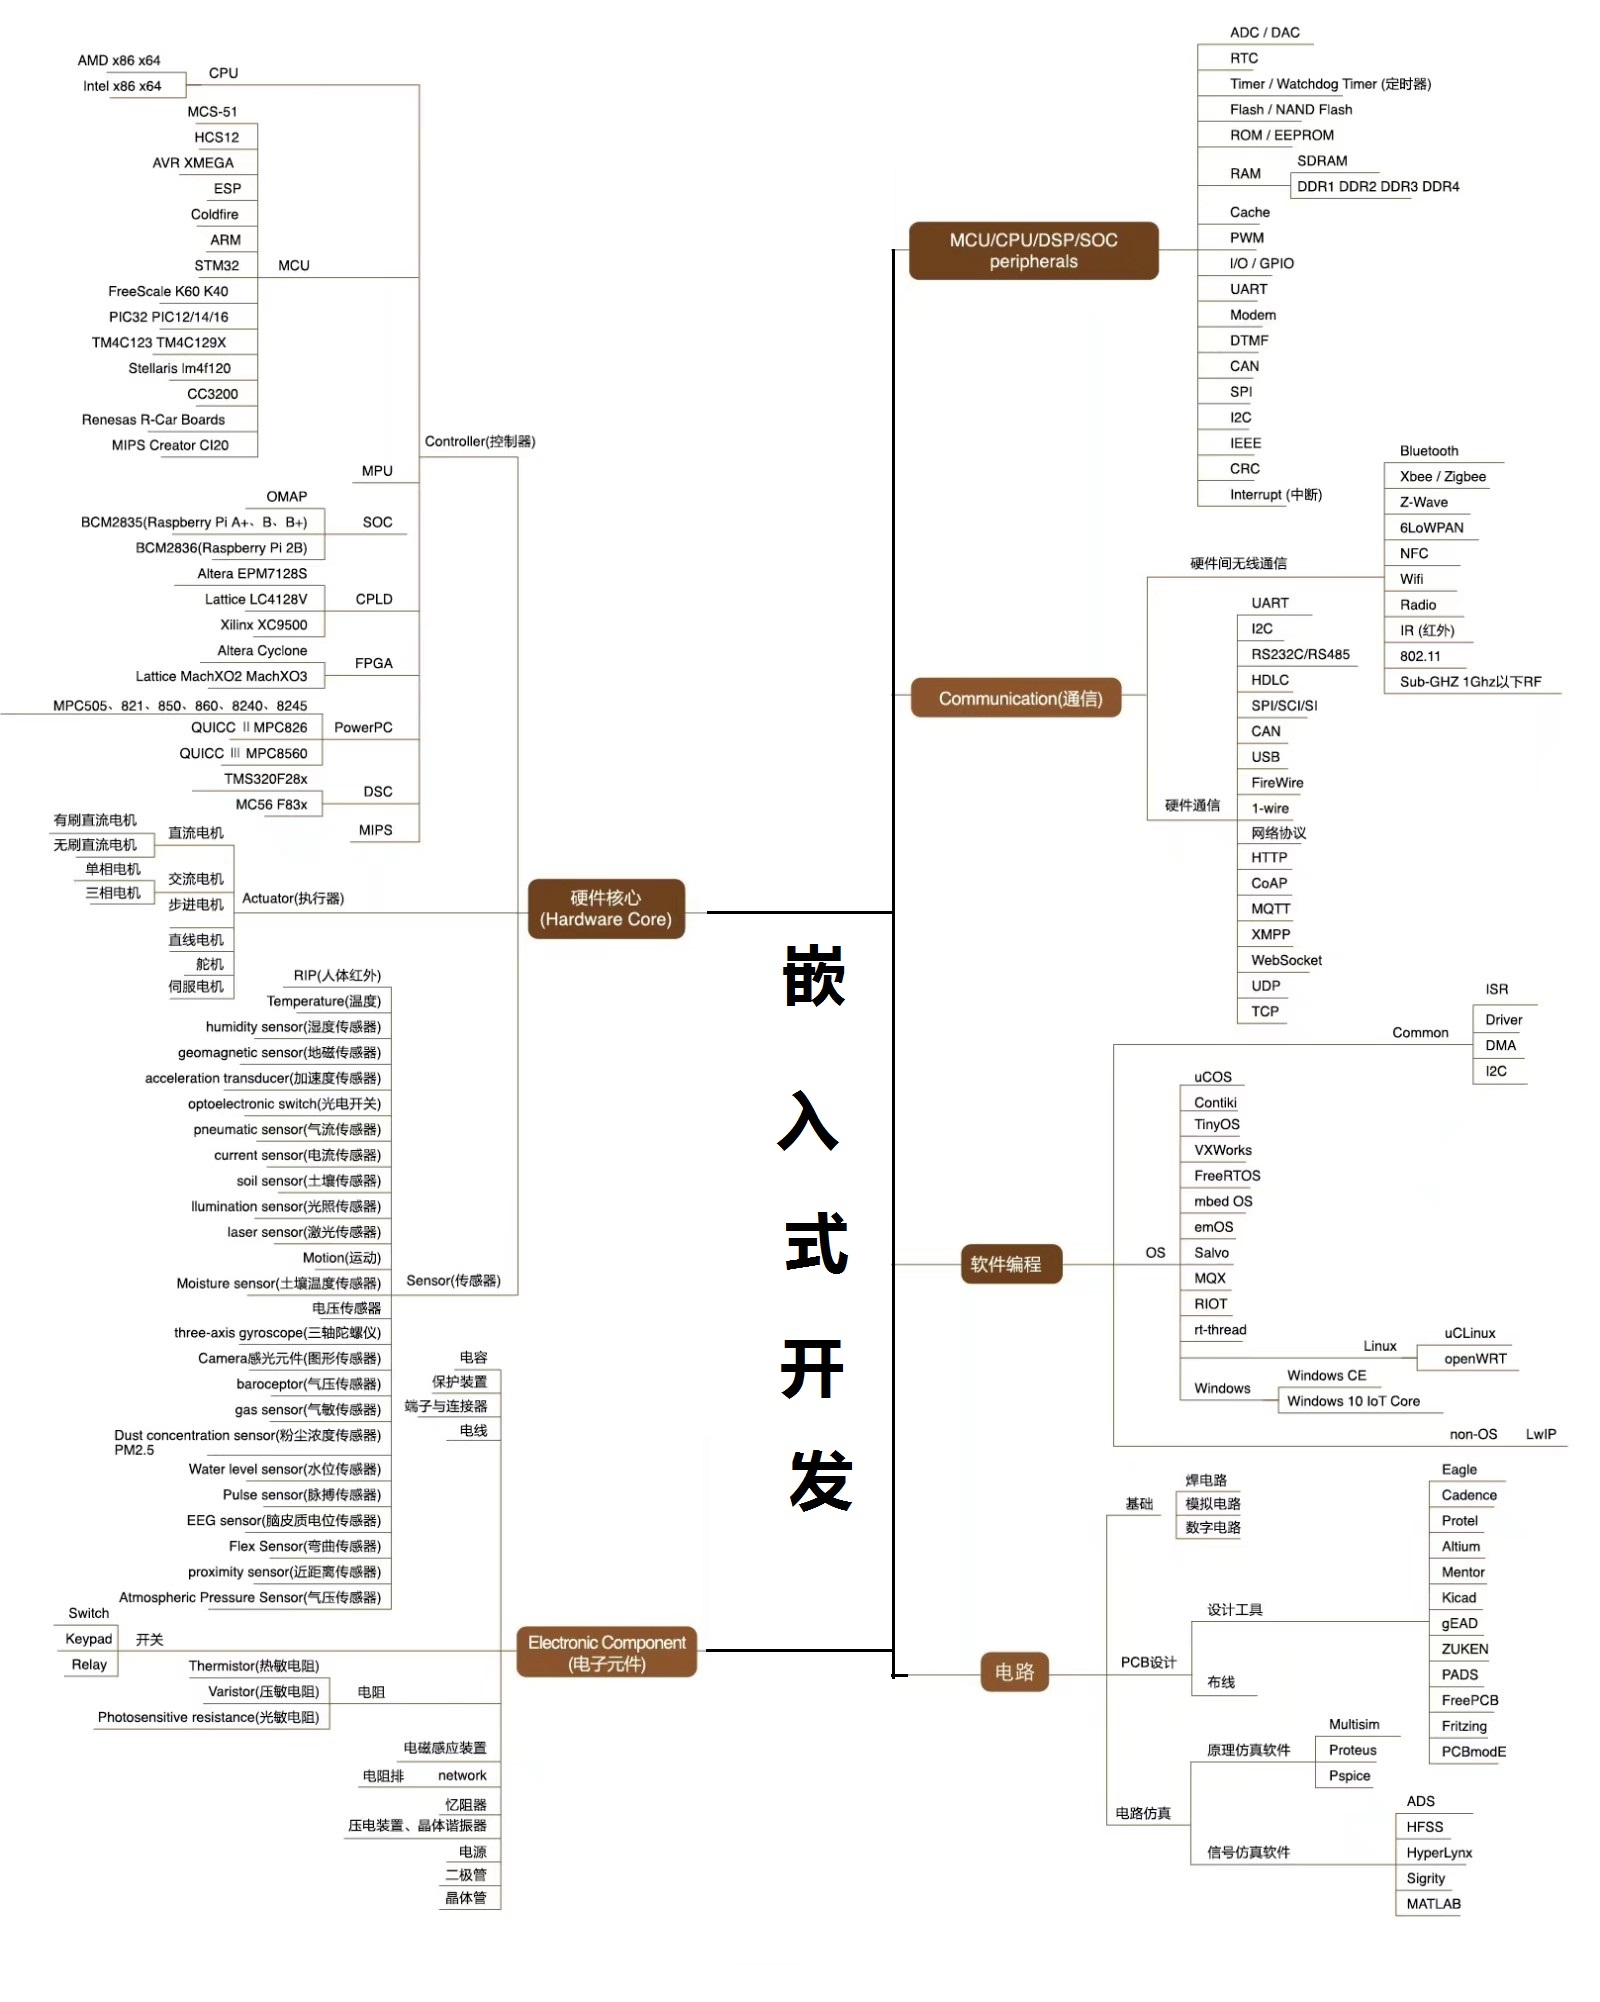 AMD x86 x64
Intel x86 x64
CPU
MCS-51
HCS12
AVR XMEGA
ESP
Coldfire
ARM
STM32
FreeScale K60 K40
PIC32 PIC12/14/16
TM4C123 TM4C129X
Stellaris lm4f120
CC3200
Renesas R-Car Boards
MIPS Creator CI20
MCU
Controller(控制器)
MPU
OMAP
BCM2835(Raspberry Pi A+、B、B+)
BCM2836(Raspberry Pi 2B)
SOC
Altera EPM7128S
Lattice LC4128V
Xilinx XC9500
CPLD
Altera Cyclone
Lattice MachXO2 MachXO3
FPGA
MPC505、821、850、860、8240、8245
QUICC Ⅱ MPC826
QUICC Ⅲ MPC8560
PowerPC
TMS320F28x
MC56 F83x
DSC
MIPS
有刷直流电机
无刷直流电机
直流电机
单相电机
三相电机
交流电机
步进电机
直线电机
舵机
伺服电机
Actuator(执行器)
硬件核心
(Hardware Core)
RIP(人体红外)
Temperature(温度)
humidity sensor(湿度传感器)
geomagnetic sensor(地磁传感器)
acceleration transducer(加速度传感器)
optoelectronic switch(光电开关)
pneumatic sensor(气流传感器)
current sensor(电流传感器)
soil sensor(土壤传感器)
llumination sensor(光照传感器)
laser sensor(激光传感器)
Motion(运动)
Moisture sensor(土壤温度传感器)
电压传感器
three-axis gyroscope(三轴陀螺仪)
Camera感光元件(图形传感器)
baroceptor(气压传感器)
gas sensor(气敏传感器)
Dust concentration sensor(粉尘浓度传感器)
PM2.5
Water level sensor(水位传感器)
Pulse sensor(脉搏传感器)
EEG sensor(脑皮质电位传感器)
Flex Sensor(弯曲传感器)
proximity sensor(近距离传感器)
Atmospheric Pressure Sensor(气压传感器)
Sensor(传感器)
电容
保护装置
端子与连接器
电线
Switch
Keypad
Relay
开关
Thermistor(热敏电阻)
Varistor(压敏电阻)
Photosensitive resistance(光敏电阻)
电阻
电磁感应装置
电阻排 network
忆阻器
压电装置、晶体谐振器
电源
二极管
晶体管
Electronic Component
(电子元件)
嵌
入
式
开
发
MCU/CPU/DSP/SOC
peripherals
ADC / DAC
RTC
Timer / Watchdog Timer (定时器)
Flash / NAND Flash
ROM / EEPROM
RAM
SDRAM
DDR1 DDR2 DDR3 DDR4
Cache
PWM
I/O / GPIO
UART
Modem
DTMF
CAN
SPI
I2C
IEEE
CRC
Interrupt (中断)
Communication(通信)
硬件间无线通信
Bluetooth
Xbee / Zigbee
Z-Wave
6LoWPAN
NFC
Wifi
Radio
IR (红外)
802.11
Sub-GHZ 1Ghz以下RF
硬件通信
UART
I2C
RS232C/RS485
HDLC
SPI/SCI/SI
CAN
USB
FireWire
1-wire
网络协议
HTTP
CoAP
MQTT
XMPP
WebSocket
UDP
TCP
软件编程
Common
ISR
Driver
DMA
I2C
OS
uCOS
Contiki
TinyOS
VXWorks
FreeRTOS
mbed OS
emOS
Salvo
MQX
RIOT
rt-thread
Linux
uCLinux
openWRT
Windows
Windows CE
Windows 10 IoT Core
non-OS LwIP
电路
基础
焊电路
模拟电路
数字电路
PCB设计
设计工具
Eagle
Cadence
Protel
Altium
Mentor
Kicad
gEAD
ZUKEN
PADS
FreePCB
Fritzing
PCBmodE
布线
电路仿真
原理仿真软件
Multisim
Proteus
Pspice
信号仿真软件
ADS
HFSS
HyperLynx
Sigrity
MATLAB